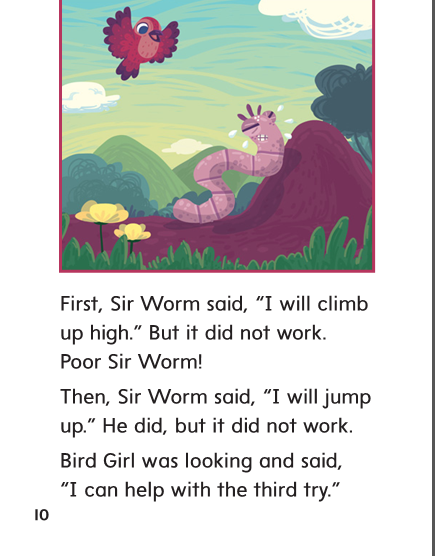 First, Sir Worm said, “I will climb
up high.” But it did not work.
Poor Sir Worm!
Then, Sir Worm said, “I will jump
up.” He did, but it did not work.
Bird Girl was looking and said,
“I can help with the third try.”
10